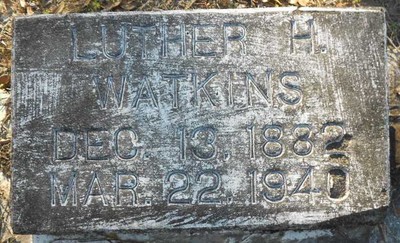 LUTHER H.
WATKINS
DEC. 13, 1882
MAR. 22, 1940